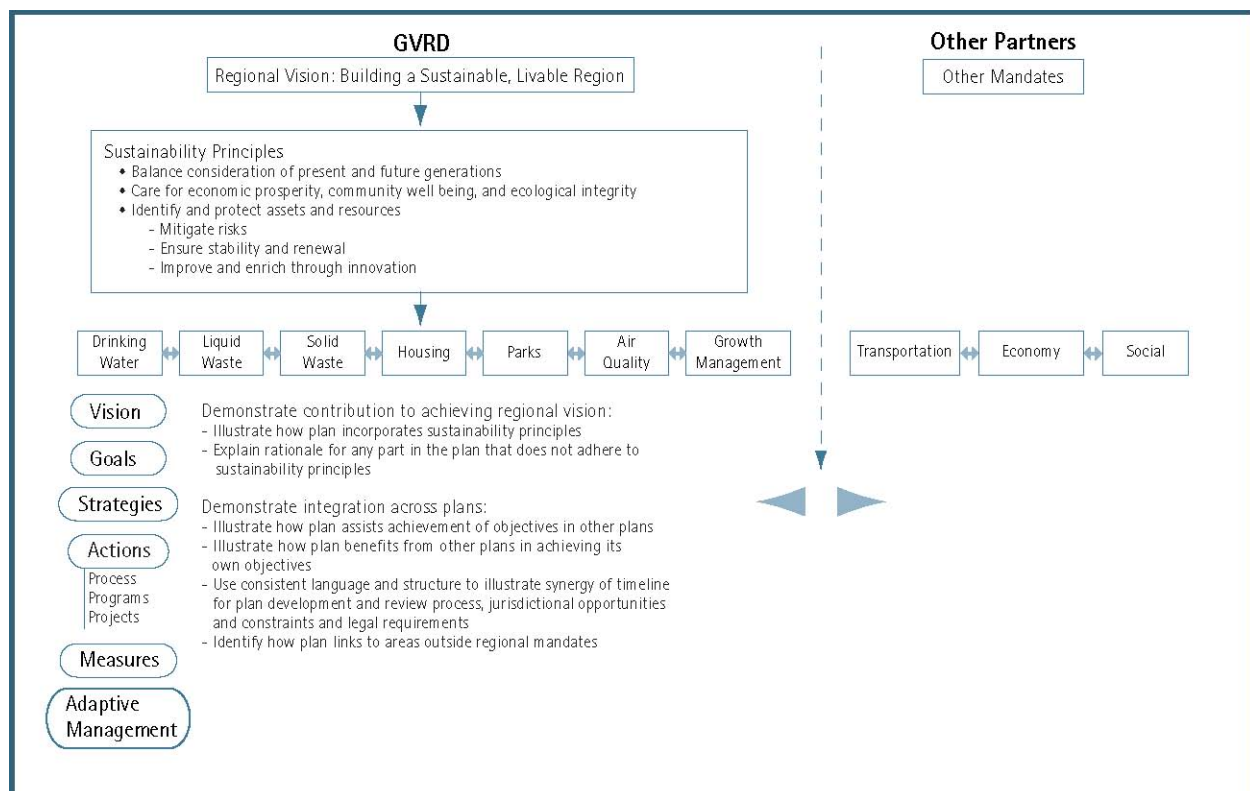 GVRD
Regional Vision: Building a Sustainable, Livable Region
Sustainability Principles
• Balance consideration of present and future generations
• Care for economic prosperity, community well being, and ecological integrity
• Identify and protect assets and resources
- Mitigate risks
- Ensure stability and renewal
- Improve and enrich through innovation
Other Partners
Other Mandates
Drinking
Water
Liquid
Waste
Solid
Waste
Housing
Parks
Air
Quality
Growth
Management
Transportation
Economy
Social
Vision
Goals
Strategies
Actions
Process
Programs
Projects
Measures
Adaptive
Management
Demonstrate contribution to achieving regional vision:
- Illustrate how plan incorporates sustainability principles
- Explain rationale for any part in the plan that does not adhere to
sustainability principles
Demonstrate integration across plans:
- Illustrate how plan assists achievement of objectives in other plans
- Illustrate how plan benefits from other plans in achieving its
own objectives
- Use consistent language and structure to illustrate synergy of timeline
for plan development and review process, jurisdictional opportunities
and constraints and legal requirements
- Identify how plan links to areas outside regional mandates